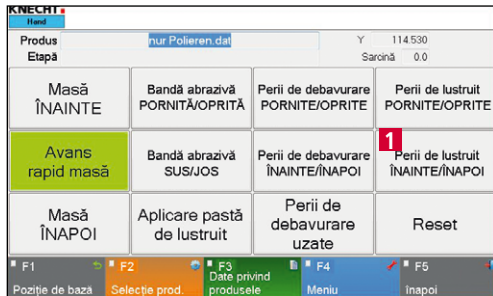 KNECHT
Hand
Produs nur Polieren.dat Y 114.530
Etapă Sarcină 0.0
Masă
ÎNAINTE
Bandă abrazivă
PORNITĂ/OPRITĂ
Perii de debavurare
PORNITE/OPRITE
Perii de lustruit
PORNITE/OPRITE
Avans
rapid masă
Bandă abrazivă
SUS/JOS
Perii de debavurare
ÎNAINTE/ÎNAPOI
1
Perii de lustruit
ÎNAINTE/ÎNAPOI
Masă
ÎNAPOI
Aplicare pastă
de lustruit
Perii de
debavurare
uzate
Reset
F1
Poziție de bază
F2
Selecție prod.
F3
Date privind
produsele
F4
Meniu
F5
înapoi